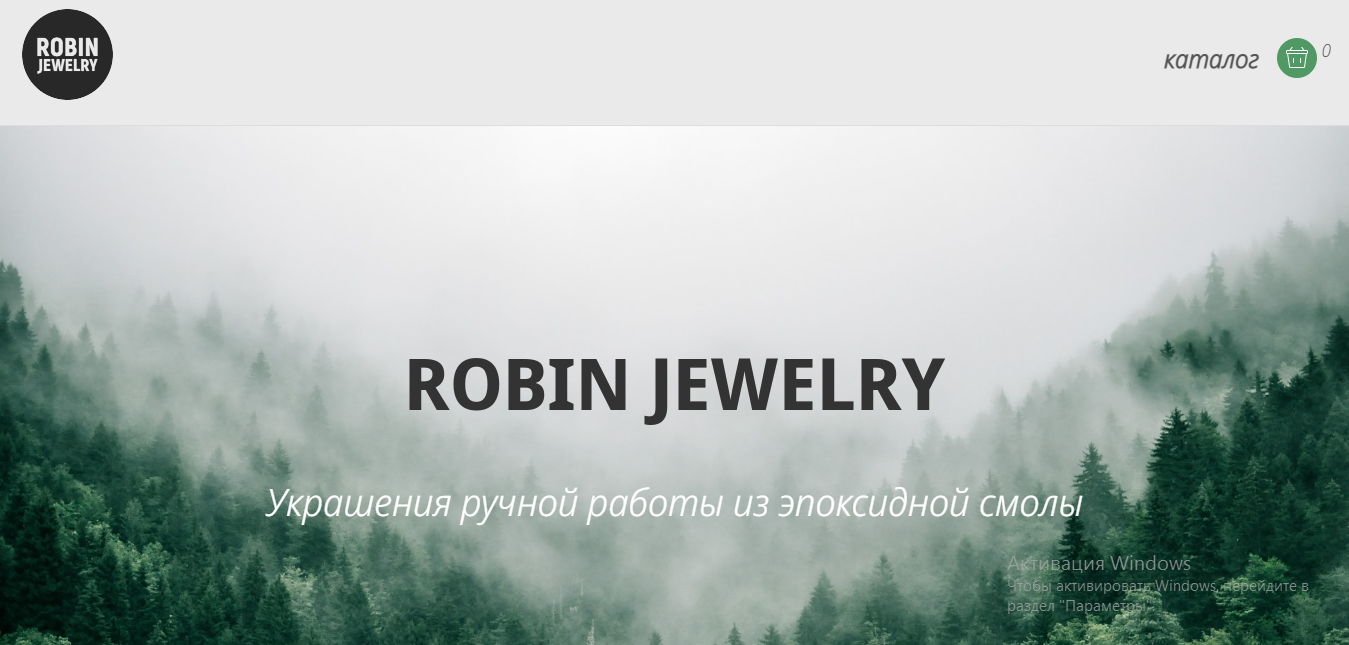 ROBIN
JEWELRY
каталог
0
ROBIN JEWELRY
Украшения ручной работы из эпоксидной смолы
Активация Windows
Чтобы активировать Windows, перейдите в
раздел "Параметры".